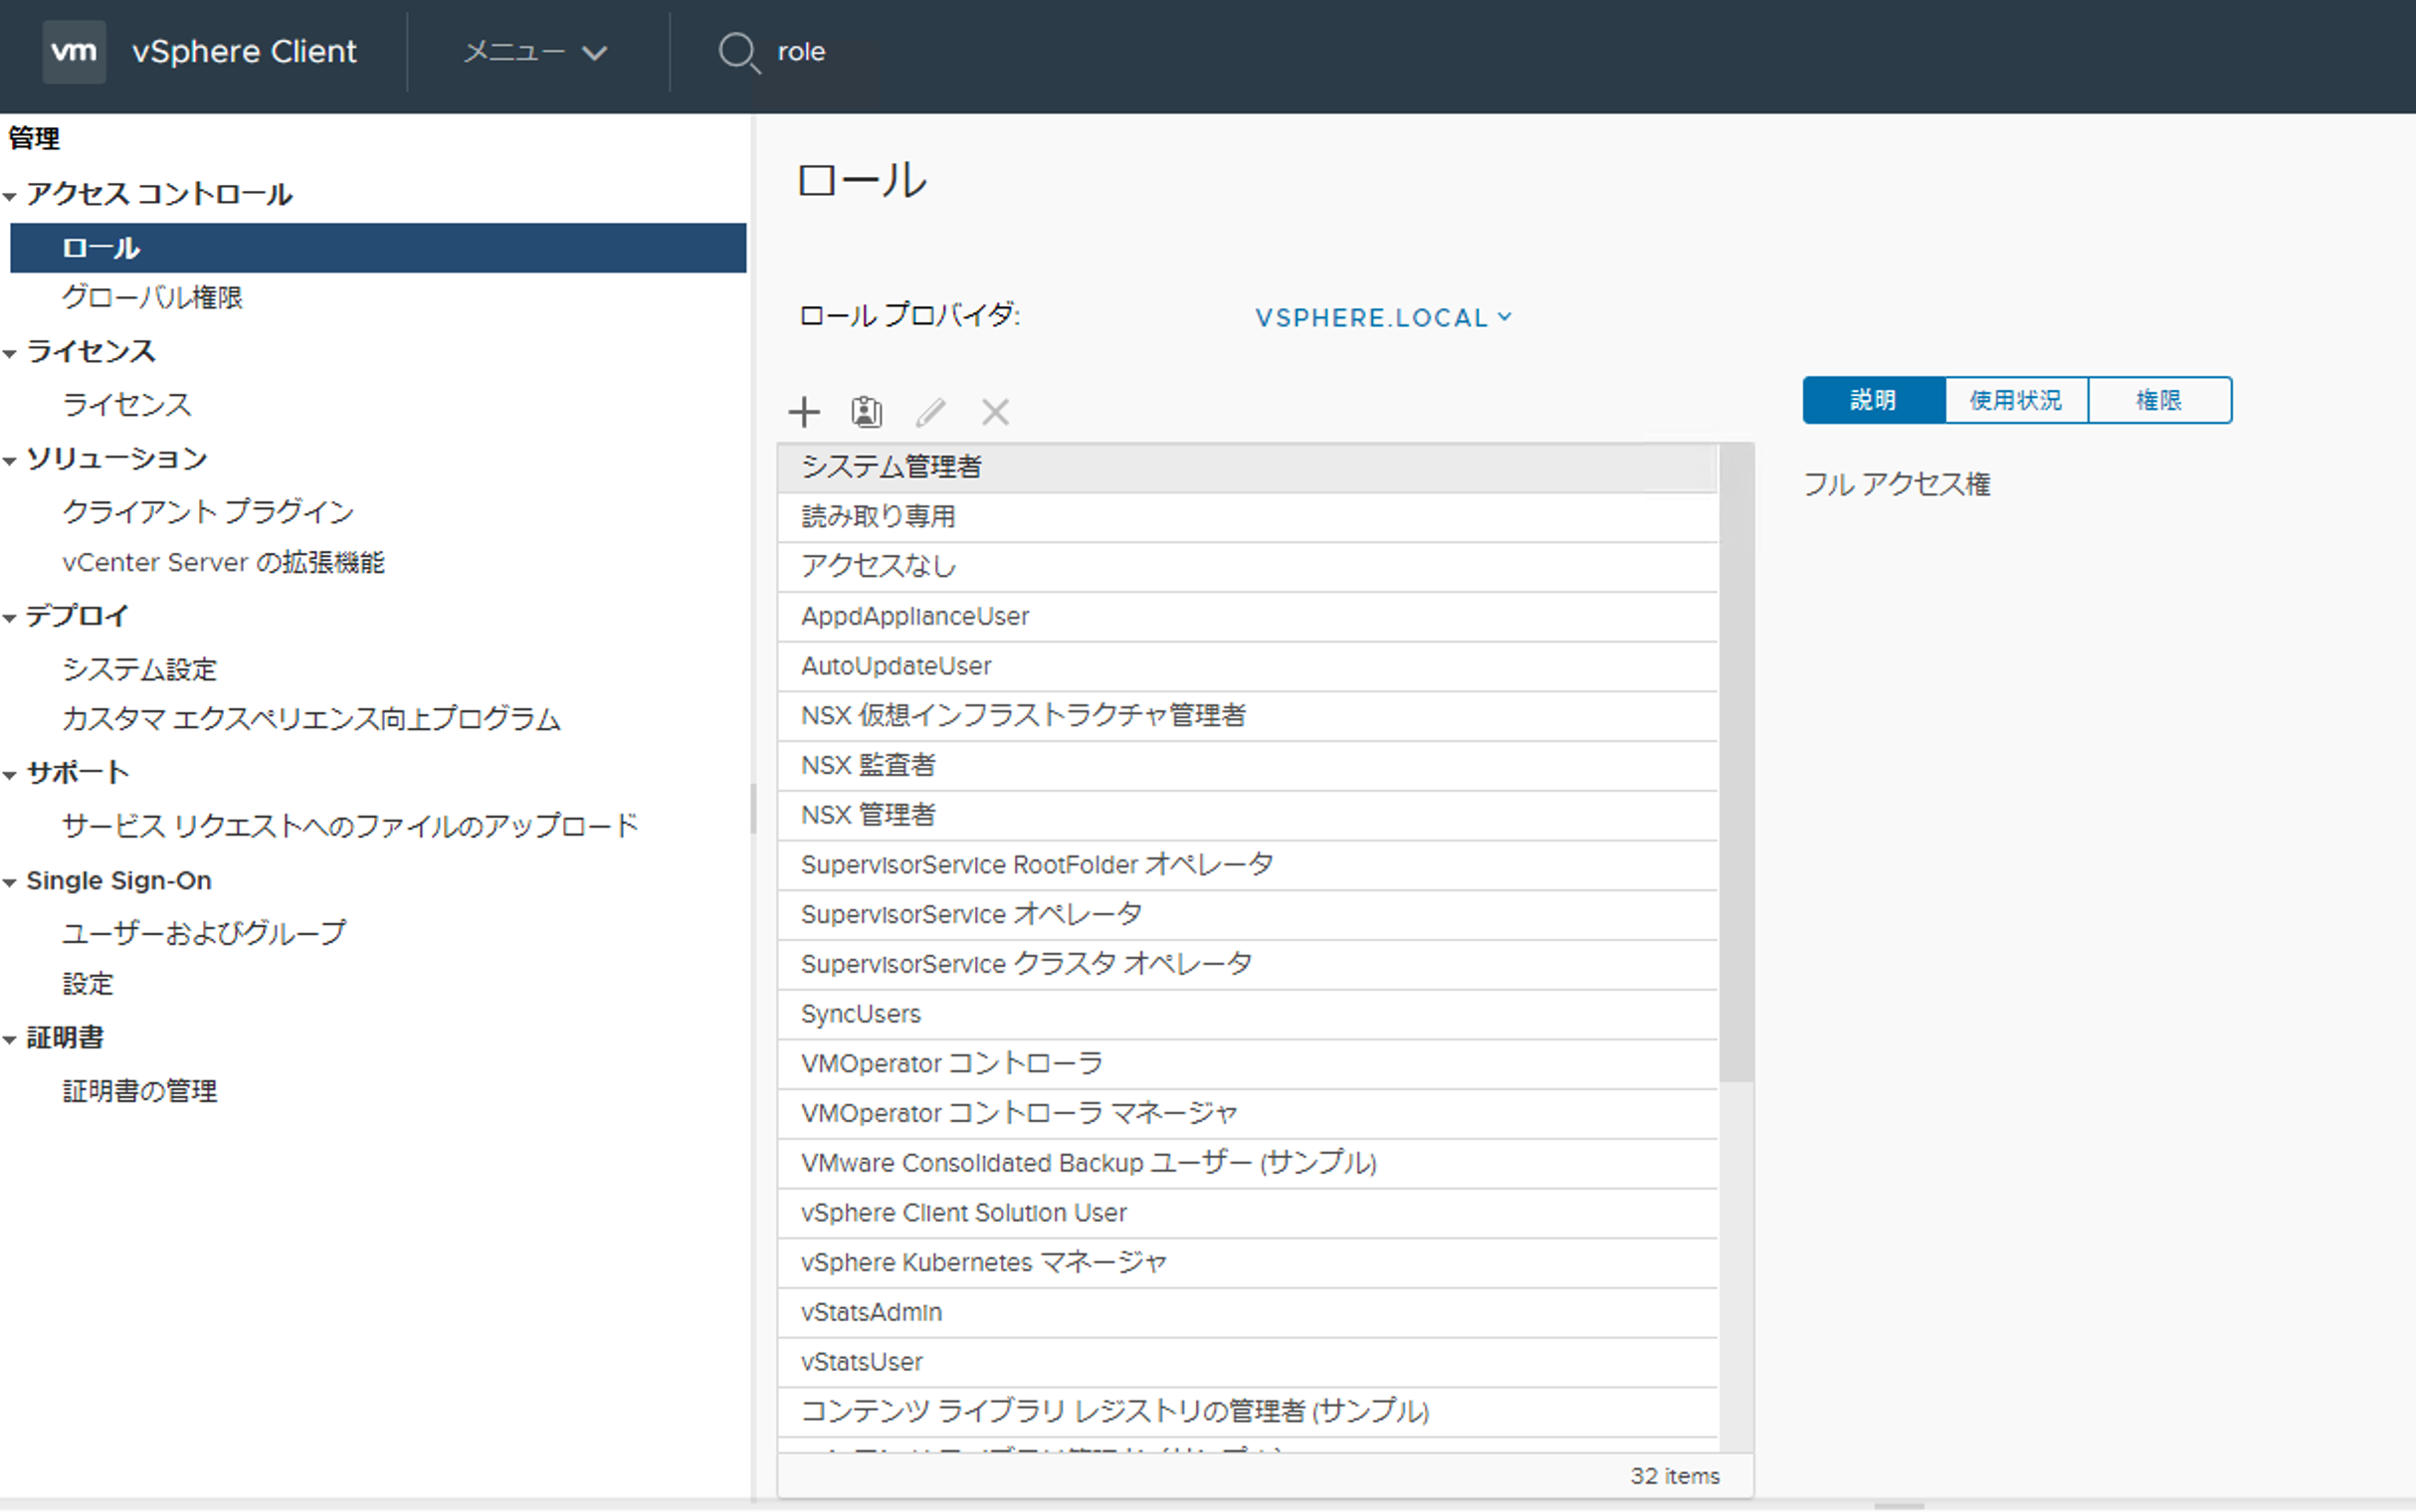 vm vSphere Client メニュー role
管理
アクセス コントロール
ロール
グローバル権限
ライセンス
ライセンス
ソリューション
クライアント プラグイン
vCenter Server の拡張機能
デプロイ
システム設定
カスタマ エクスペリエンス向上プログラム
サポート
サービス リクエストへのファイルのアップロード
Single Sign-On
ユーザーおよびグループ
設定
証明書
証明書の管理
ロール
ロール プロバイダ: VSPHERE.LOCAL
システム管理者
読み取り専用
アクセスなし
AppdApplianceUser
AutoUpdateUser
NSX 仮想インフラストラクチャ管理者
NSX 監査者
NSX 管理者
SupervisorService RootFolder オペレータ
SupervisorService オペレータ
SupervisorService クラスタ オペレータ
SyncUsers
VMOperator コントローラ
VMOperator コントローラ マネージャ
VMware Consolidated Backup ユーザー (サンプル)
vSphere Client Solution User
vSphere Kubernetes マネージャ
vStatsAdmin
vStatsUser
コンテンツ ライブラリ レジストリの管理者 (サンプル)
32 items
説明 使用状況 権限
フル アクセス権